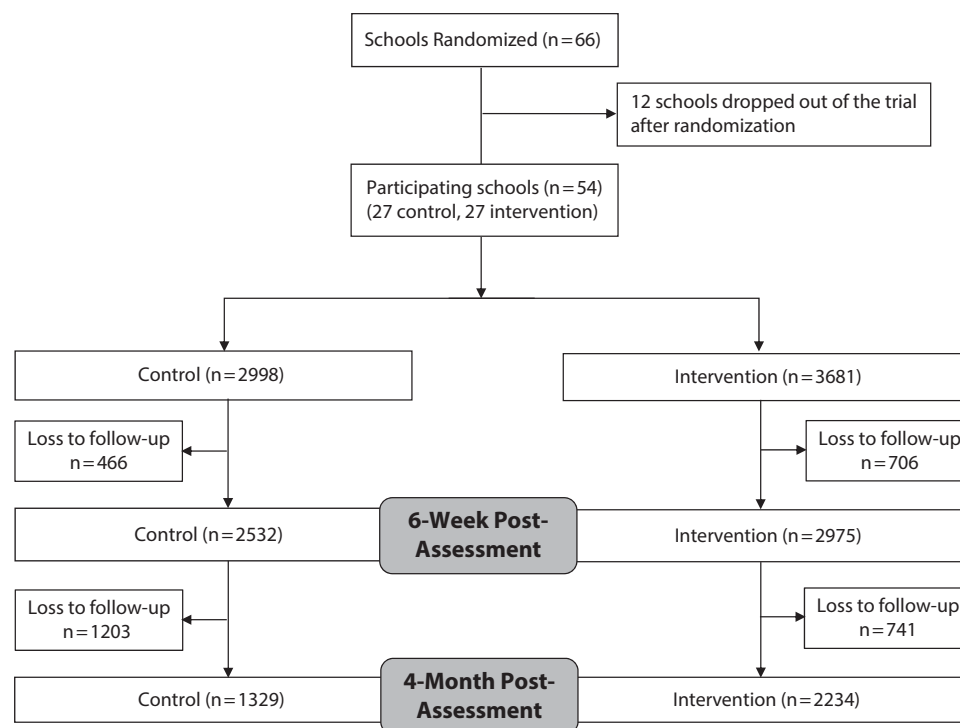 Schools Randomized (n=66)
12 schools dropped out of the trial
after randomization
Participating schools (n=54)
(27 control, 27 intervention)
Control (n=2998)
Intervention (n=3681)
Loss to follow-up
n=466
Loss to follow-up
n=706
Control (n=2532)
6-Week Post-
Assessment
Intervention (n=2975)
Loss to follow-up
n=1203
Loss to follow-up
n=741
Control (n=1329)
4-Month Post-
Assessment
Intervention (n=2234)